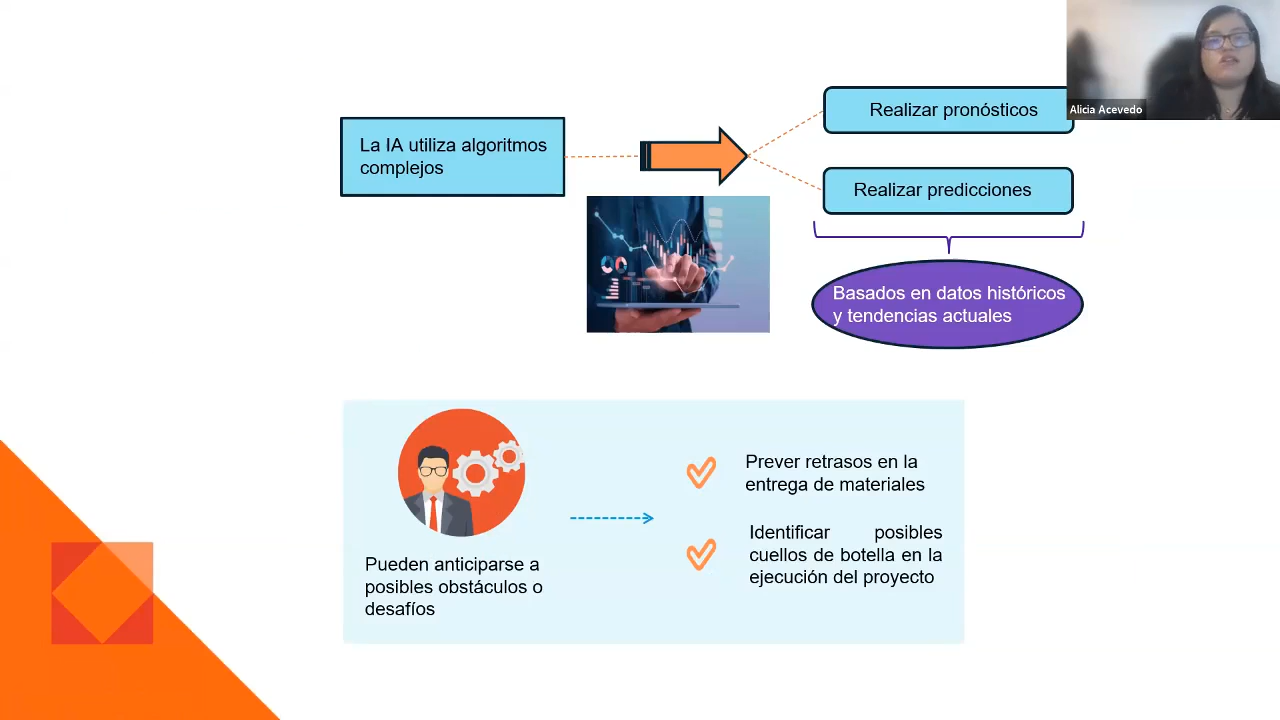 La IA utiliza algoritmos
complejos
Realizar pronósticos
Realizar predicciones
Basados en datos históricos
y tendencias actuales
Alicia Acevedo
Pueden anticiparse a
posibles obstáculos o
desafíos
Prever retrasos en la
entrega de materiales
Identificar posibles
cuellos de botella en la
ejecución del proyecto